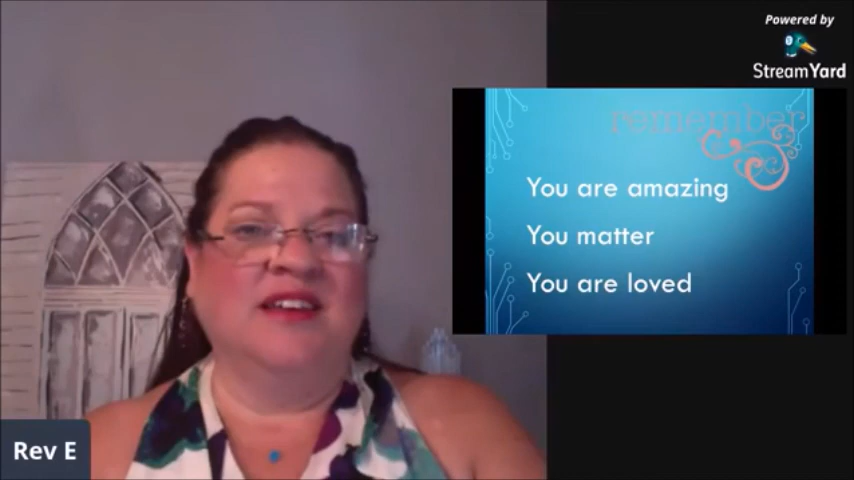 Powered by
StreamYard
remember
You are amazing
You matter
You are loved
Rev E